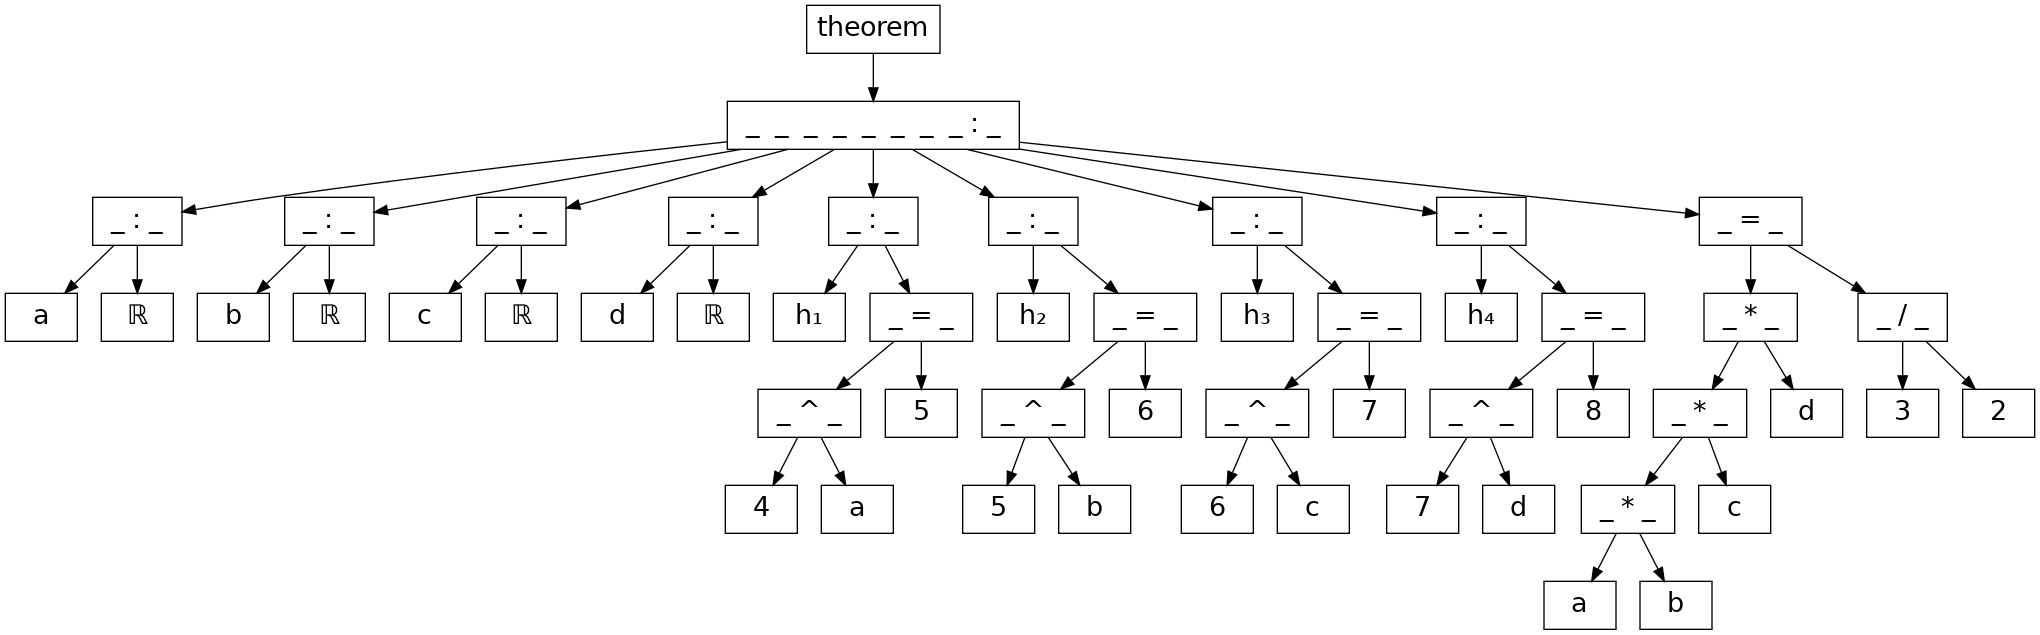 theorem
_ _ _ _ _ _ _ _ : _
_ : _ _ : _ _ : _ _ : _ _ : _ _ : _ _ : _ _ : _ _ = _
a ℝ b ℝ c ℝ d ℝ h₁ _ = _ h₂ _ = _ h₃ _ = _ h₄ _ = _ _ * _ _ / _
_ ^ _ 5 _ ^ _ 6 _ ^ _ 7 _ ^ _ 8 _ * _ d 3 2
4 a 5 b 6 c 7 d _ * _ c
a b